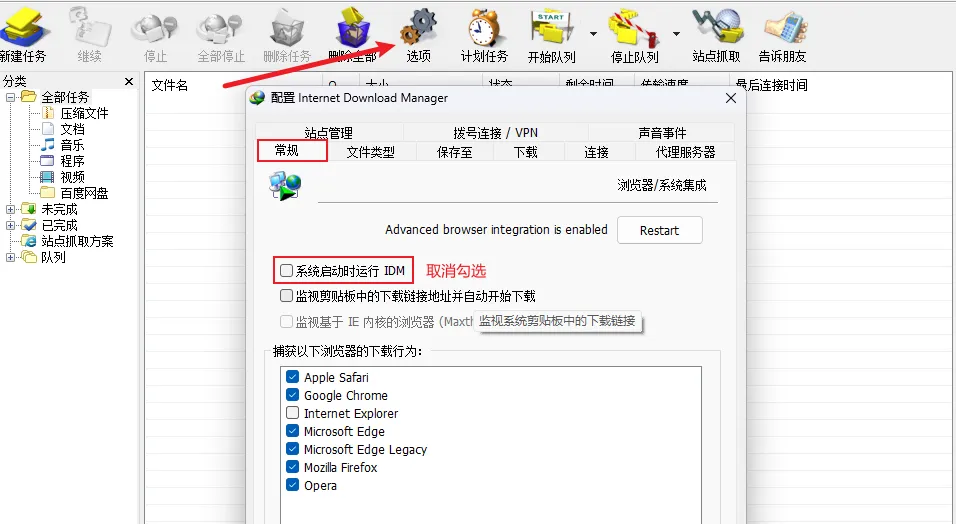 新建任务 继续 停止 全部停止 删除任务 删除全部 选项 计划任务 开始队列 停止队列 站点抓取 告诉朋友
分类
文件名 Q 大小 状态 剩余时间 传输速度 最后连接时间
全部任务
压缩文件
文档
音乐
程序
视频
百度网盘
未完成
已完成
站点抓取方案
队列
配置 Internet Download Manager
站点管理 拨号连接 / VPN 声音事件
常规 文件类型 保存至 下载 连接 代理服务器
浏览器/系统集成
Advanced browser integration is enabled Restart
系统启动时运行 IDM 取消勾选
监视剪贴板中的下载链接地址并自动开始下载
监视基于 IE 内核的浏览器 (Maxth
监视系统剪贴板中的下载链接
捕获以下浏览器的下载行为:
Apple Safari
Google Chrome
Internet Explorer
Microsoft Edge
Microsoft Edge Legacy
Mozilla Firefox
Opera